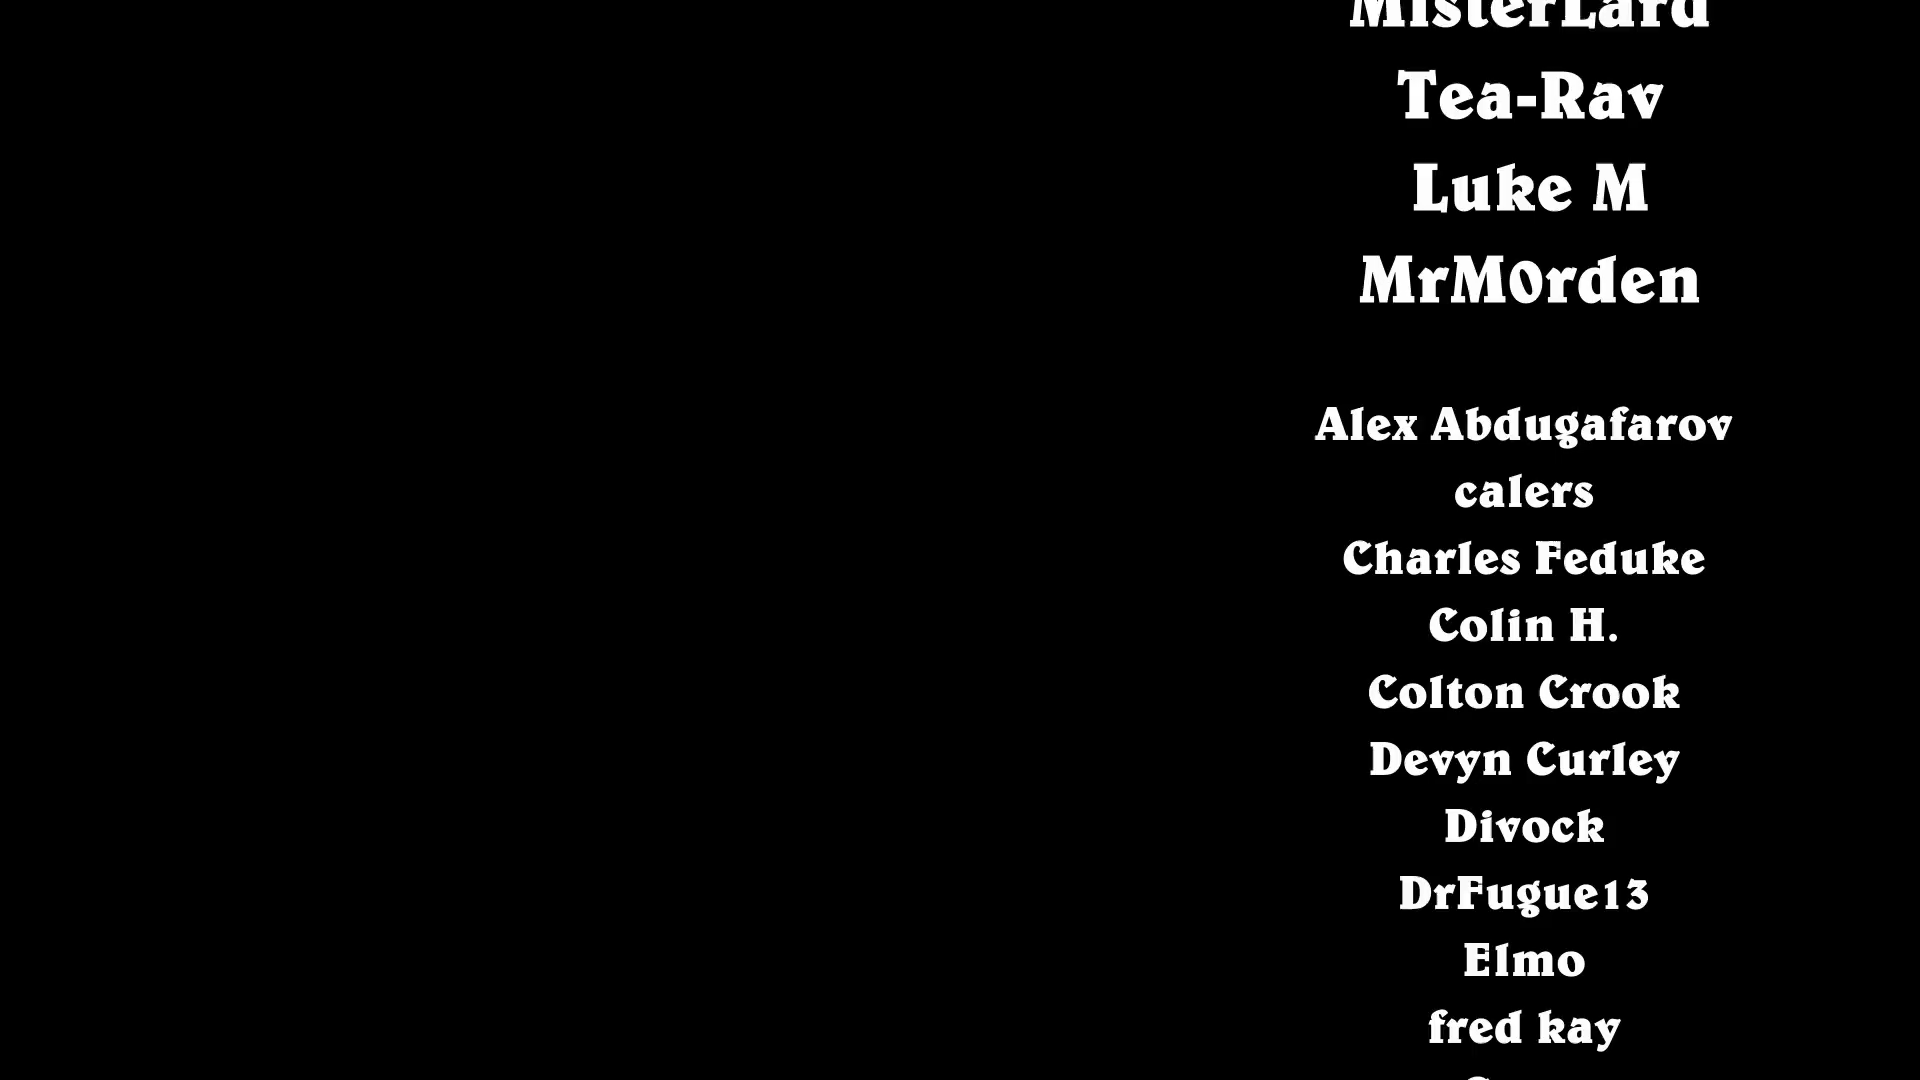 MisterLard
Tea-Rav
Luke M
MrM0rden
Alex Abdugafarov
calers
Charles Feduke
Colin H.
Colton Crook
Devyn Curley
Divock
DrFugue13
Elmo
fred kay